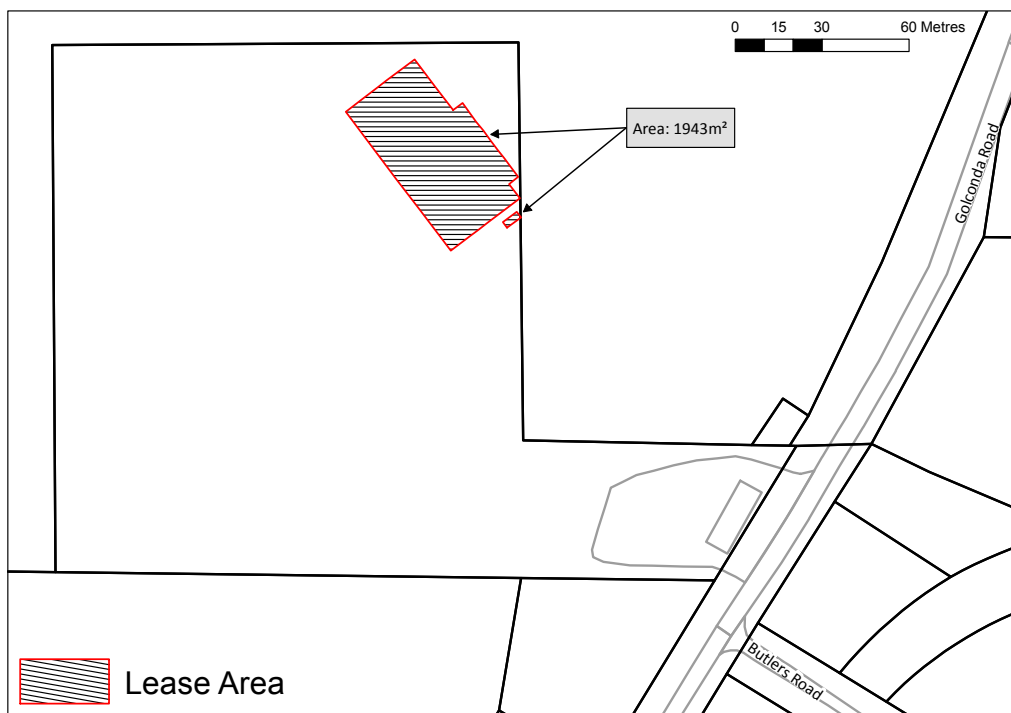 0 15 30 60 Metres
Area: 1943m²
Golconda Road
Butlers Road
Lease Area